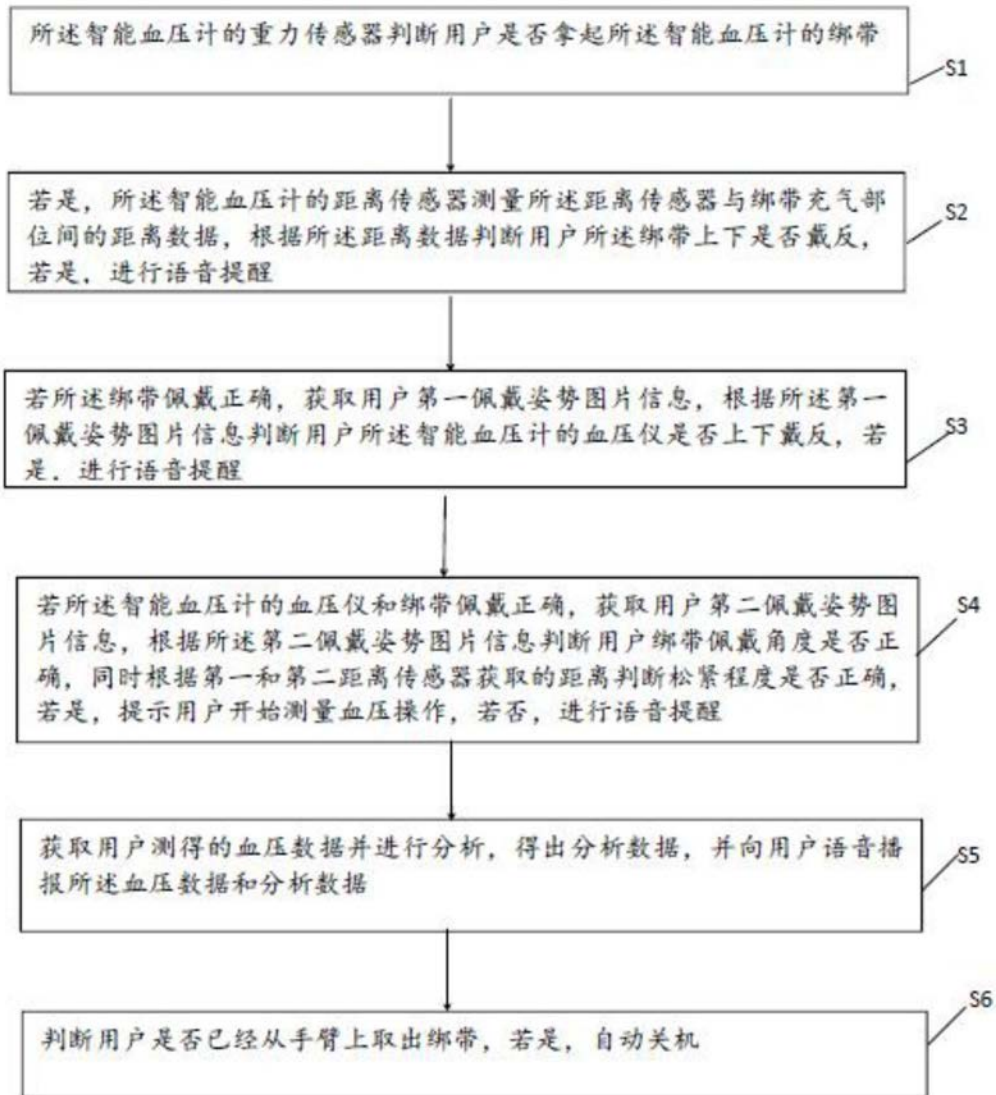 所述智能血压计的重力传感器判断用户是否拿起所述智能血压计的绑带
S1
若是，所述智能血压计的距离传感器测量所述距离传感器与绑带充气部
位间的距离数据，根据所述距离数据判断用户所述绑带上下是否戴反，
若是，进行语音提醒
S2
若所述绑带佩戴正确，获取用户第一佩戴姿势图片信息，根据所述第一
佩戴姿势图片信息判断用户所述智能血压计的血压仪是否上下戴反，若
是，进行语音提醒
S3
若所述智能血压计的血压仪和绑带佩戴正确，获取用户第二佩戴姿势图
片信息，根据所述第二佩戴姿势图片信息判断用户绑带佩戴角度是否正
确，同时根据第一和第二距离传感器获取的距离判断松紧程度是否正确，
若是，提示用户开始测量血压操作，若否，进行语音提醒
S4
获取用户测得的血压数据并进行分析，得出分析数据，并向用户语音播
报所述血压数据和分析数据
S5
判断用户是否已经从手臂上取出绑带，若是，自动关机
S6